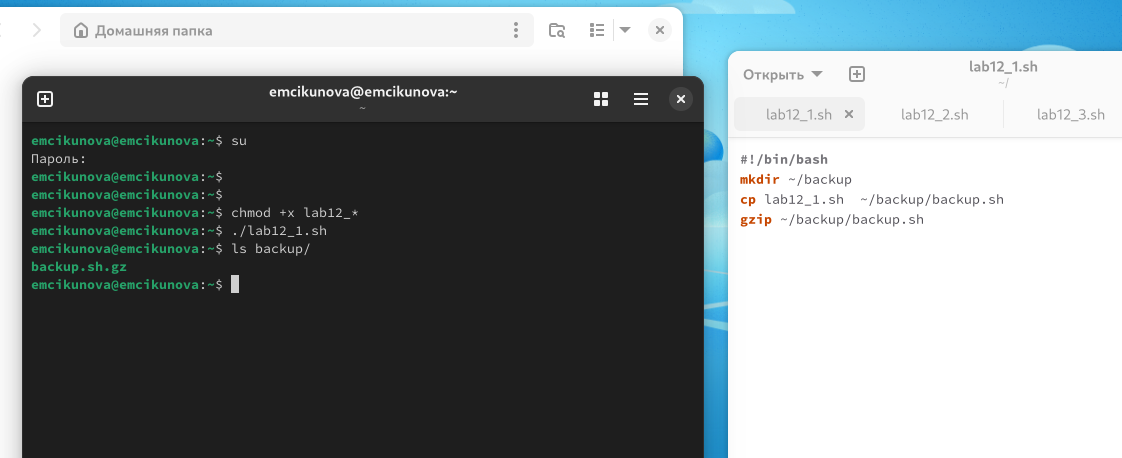 Домашняя папка
emcikunova@emcikunova:~
~
emcikunova@emcikunova:~$ su
Пароль:
emcikunova@emcikunova:~$
emcikunova@emcikunova:~$
emcikunova@emcikunova:~$ chmod +x lab12_*
emcikunova@emcikunova:~$ ./lab12_1.sh
emcikunova@emcikunova:~$ ls backup/
backup.sh.gz
emcikunova@emcikunova:~$
Открыть
lab12_1.sh
~/
lab12_1.sh
lab12_2.sh
lab12_3.sh
#!/bin/bash
mkdir ~/backup
cp lab12_1.sh  ~/backup/backup.sh
gzip ~/backup/backup.sh